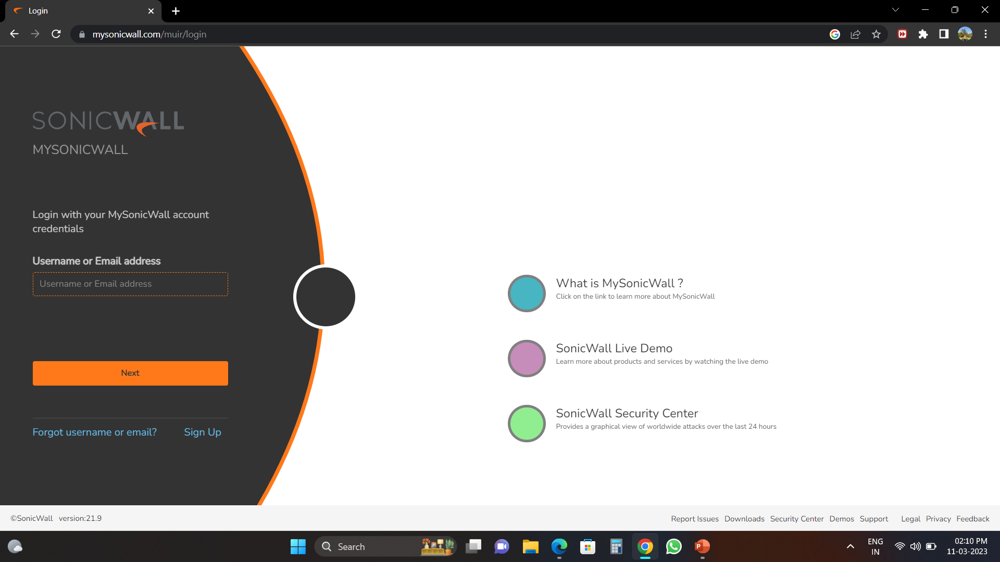 Login
mysonicwall.com/muir/login
SONICWALL
MYSONICWALL
Login with your MySonicWall account
credentials
Username or Email address
Username or Email address
Next
Forgot username or email? Sign Up
What is MySonicWall ?
Click on the link to learn more about MySonicWall
SonicWall Live Demo
Learn more about products and services by watching the live demo
SonicWall Security Center
Provides a graphical view of worldwide attacks over the last 24 hours
©SonicWall version:21.9
Report Issues Downloads Security Center Demos Support Legal Privacy Feedback
Search
P
ENG
IN
02:10 PM
11-03-2023